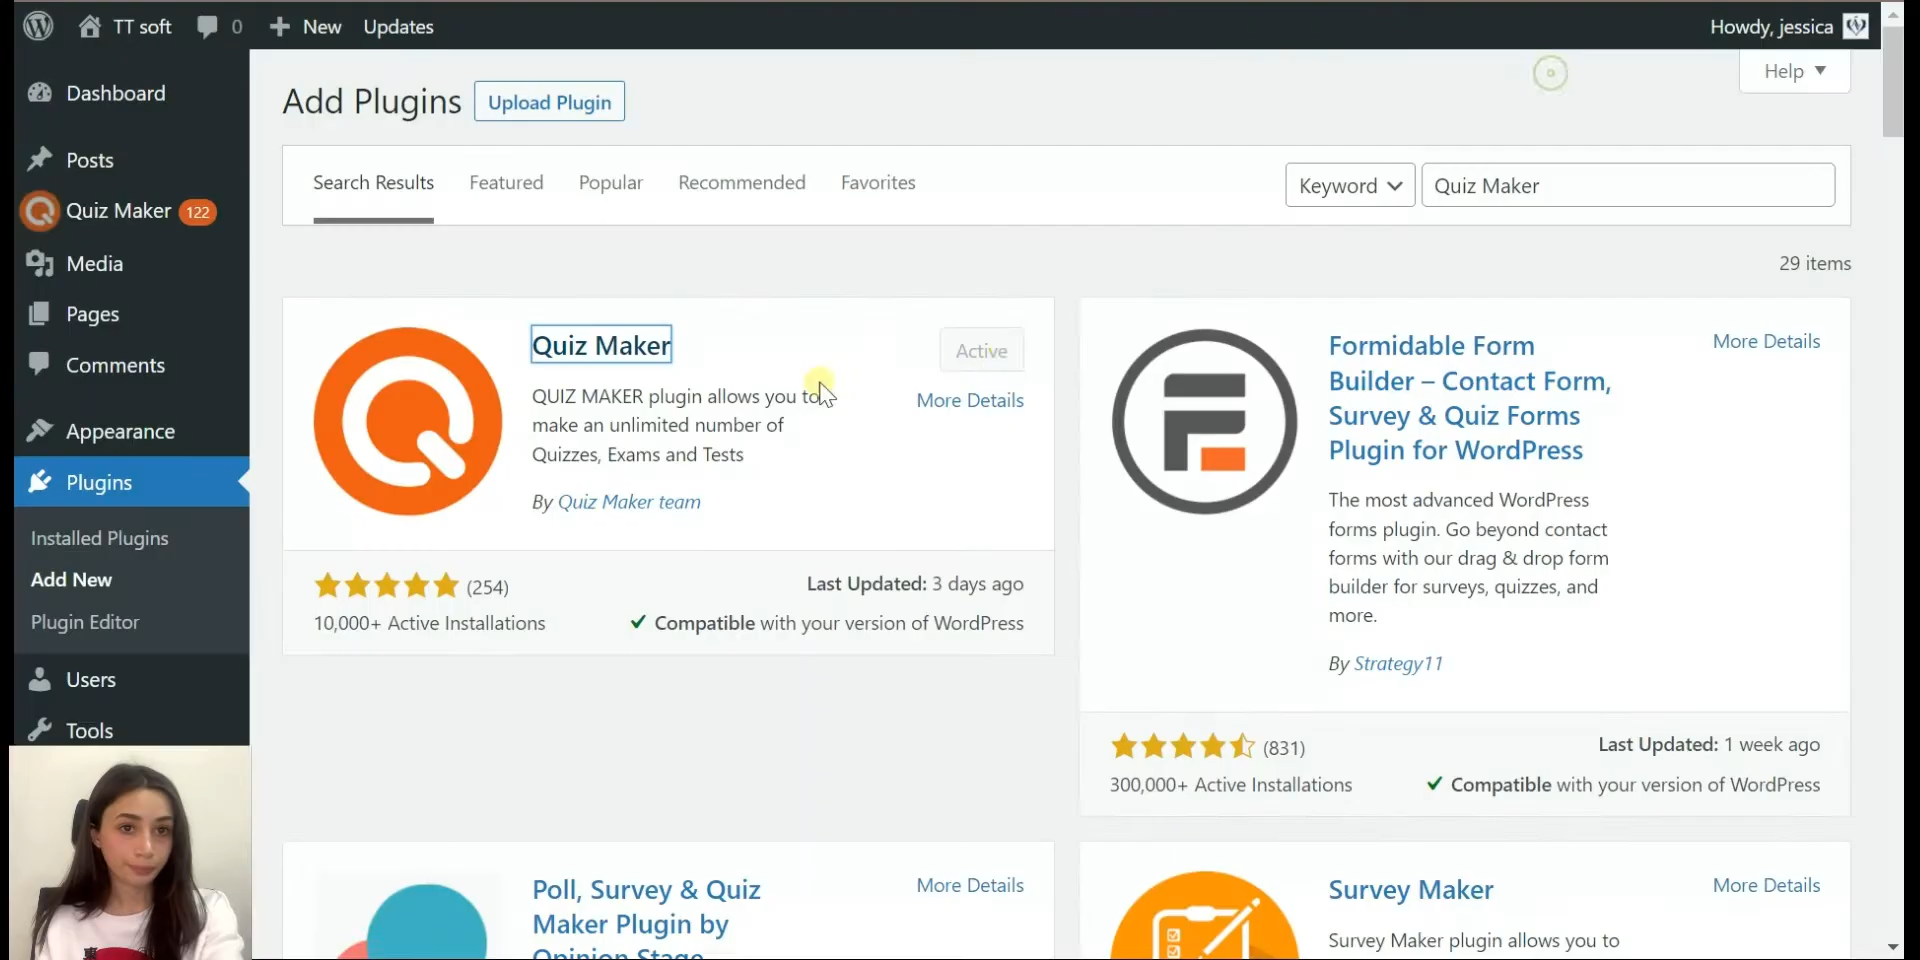 TT soft
0
New
Updates
Howdy, jessica
Dashboard
Posts
Quiz Maker 122
Media
Pages
Comments
Appearance
Plugins
Installed Plugins
Add New
Plugin Editor
Users
Tools
Help
Add Plugins
Upload Plugin
Search Results
Featured
Popular
Recommended
Favorites
Keyword
Quiz Maker
29 items
Quiz Maker
Active
More Details
QUIZ MAKER plugin allows you to
make an unlimited number of
Quizzes, Exams and Tests
By Quiz Maker team
(254)
Last Updated: 3 days ago
10,000+ Active Installations
Compatible with your version of WordPress
Formidable Form
Builder – Contact Form,
Survey & Quiz Forms
Plugin for WordPress
More Details
The most advanced WordPress
forms plugin. Go beyond contact
forms with our drag & drop form
builder for surveys, quizzes, and
more.
By Strategy11
(831)
Last Updated: 1 week ago
300,000+ Active Installations
Compatible with your version of WordPress
Poll, Survey & Quiz
Maker Plugin by
Opinion Stage
More Details
Survey Maker
More Details
Survey Maker plugin allows you to